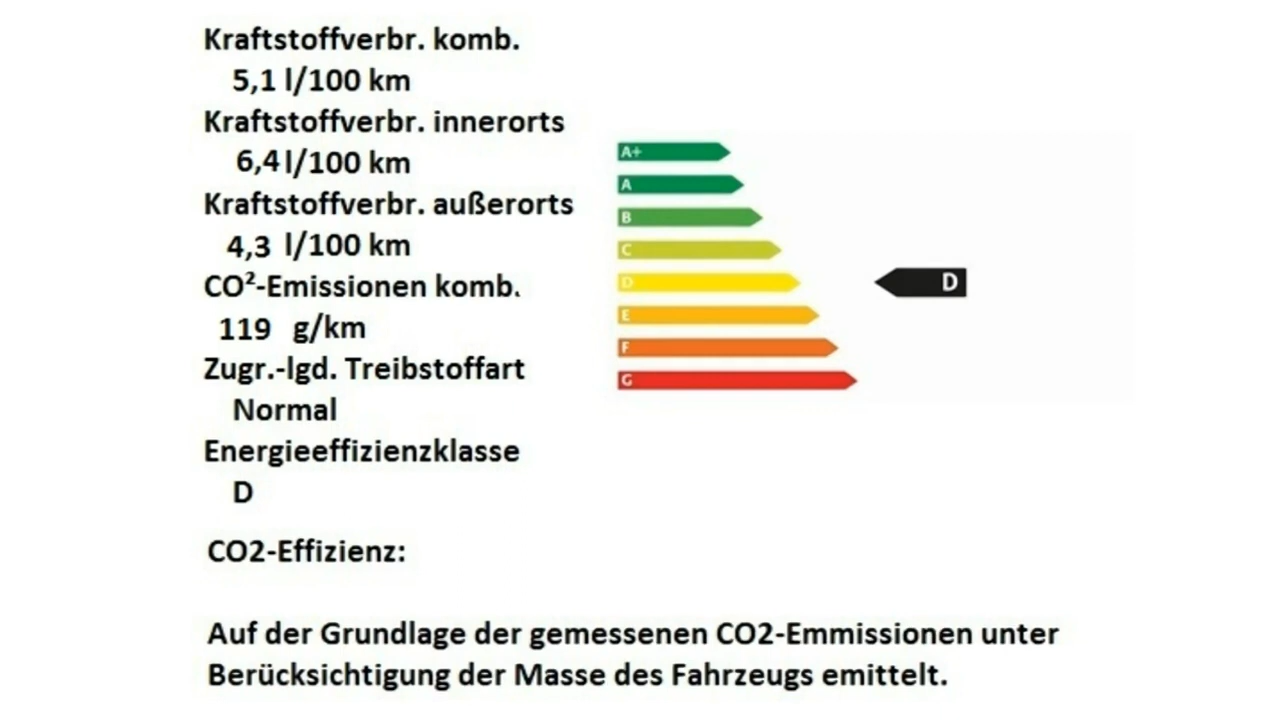 Kraftstoffverbr. komb.
5,1 l/100 km
Kraftstoffverbr. innerorts
6,4 l/100 km
Kraftstoffverbr. außerorts
4,3 l/100 km
CO²-Emissionen komb.
119 g/km
Zugr.-lgd. Treibstoffart
Normal
Energieeffizienzklasse
D
A+
A
B
C
D
E
F
G
D
CO2-Effizienz:
Auf der Grundlage der gemessenen CO2-Emmissionen unter
Berücksichtigung der Masse des Fahrzeugs emittelt.